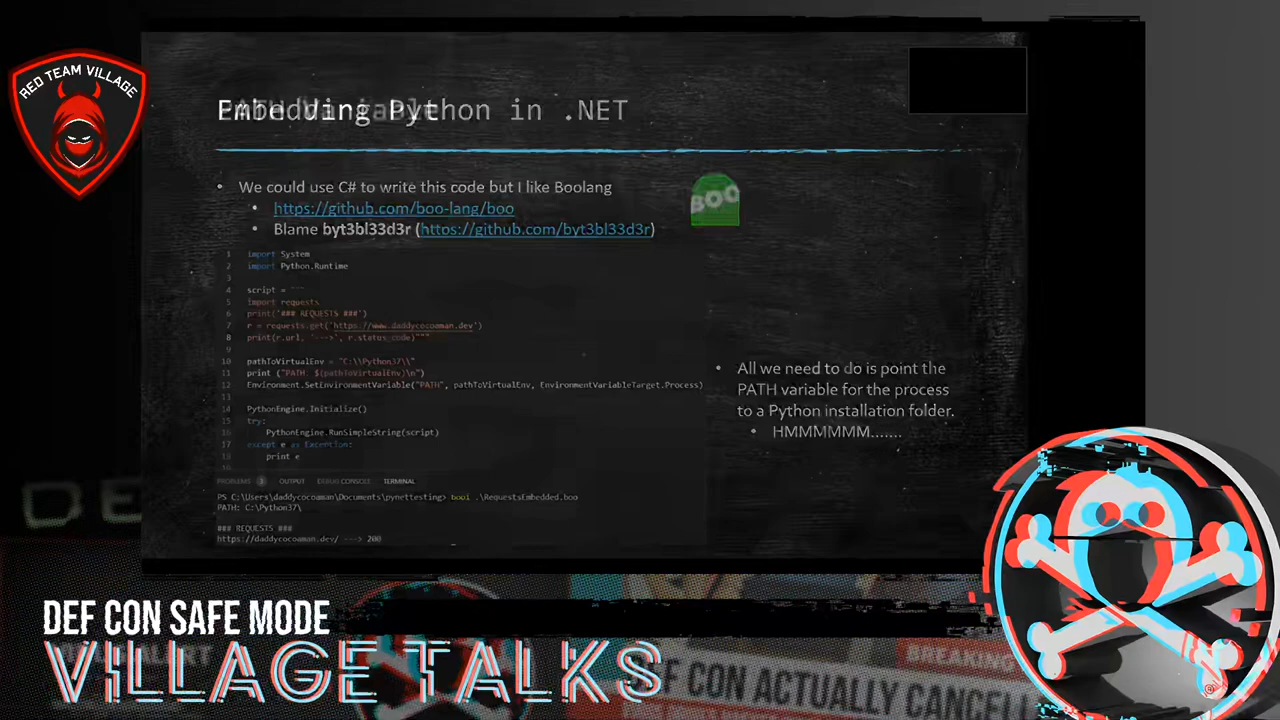 RED TEAM VILLAGE
Embedding Python in .NET
• We could use C# to write this code but I like Boolang
• https://github.com/boo-lang/boo
• Blame byt3bl33d3r (https://github.com/byt3bl33d3r)
BOO
1 import System
2 import Python.Runtime
3
4 script = """
5 import requests
6 print('### REQUESTS ###')
7 r = requests.get('https://www.daddycocoaman.dev')
8 print(r.url, '--->', r.status_code)"""
9
10 pathToVirtualEnv = "C:\\Python37\\"
11 print ("PATH: $(pathToVirtualEnv)\n")
12 Environment.SetEnvironmentVariable("PATH", pathToVirtualEnv, EnvironmentVariableTarget.Process)
13
14 PythonEngine.Initialize()
15 try:
16 PythonEngine.RunSimpleString(script)
17 except e as Exception:
18 print e
• All we need to do is point the
PATH variable for the process
to a Python installation folder.
• HMMMMMM.......
PROBLEMS OUTPUT DEBUG CONSOLE TERMINAL
PS C:\Users\daddycocoaman\Documents\pynettesting> booi .\RequestsEmbedded.boo
PATH: C:\Python37\
### REQUESTS ###
https://daddycocoaman.dev/ ---> 200
DE
DEF CON SAFE MODE
VILLAGE TALKS
BREAKING
DEF CON ACTUALLY CANCELL